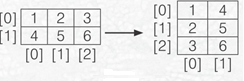 [0] 1 2 3
[1] 4 5 6
[0] [1] [2]
[0] 1 4
[1] 2 5
[2] 3 6
[0] [1]